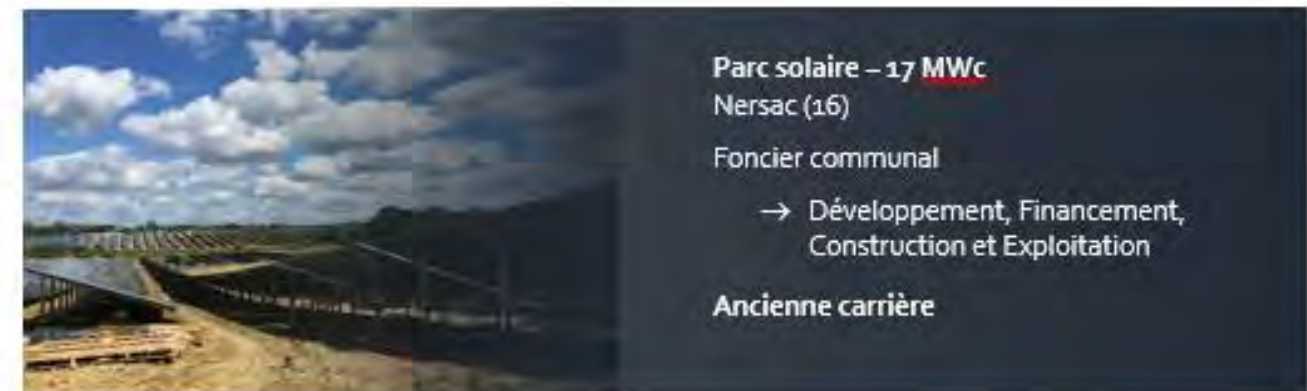 Parc solaire – 17 MWc
Nersac (16)
Foncier communal
→ Développement, Financement,
Construction et Exploitation
Ancienne carrière